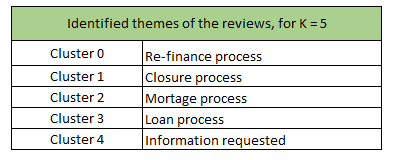 Identified themes of the reviews, for K = 5
Cluster 0 Re-finance process
Cluster 1 Closure process
Cluster 2 Mortage process
Cluster 3 Loan process
Cluster 4 Information requested